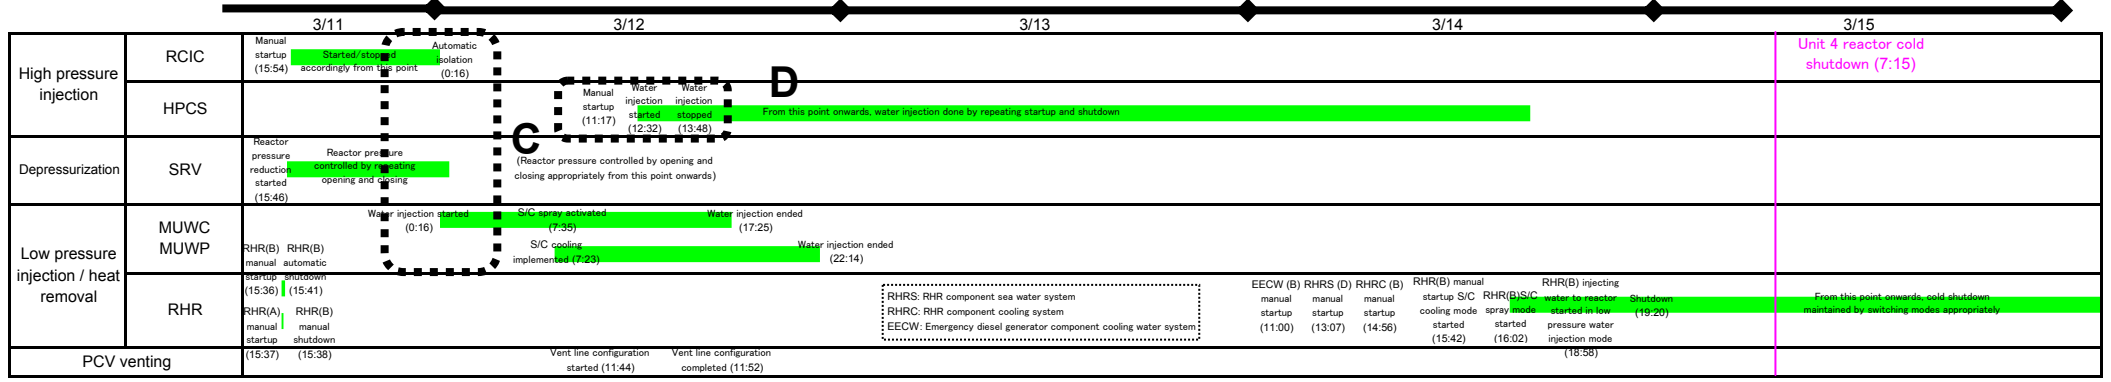 3/11
3/12
3/13
3/14
3/15
High pressure
injection
RCIC
Manual
startup
(15:54)
Started/stopped
accordingly from this point
Automatic
isolation
(0:16)
Unit 4 reactor cold
shutdown (7:15)
HPCS
Manual
startup
(11:17)
Water
injection
started
(12:32)
Water
injection
stopped
(13:48)
D
From this point onwards, water injection done by repeating startup and shutdown
C
Depressurization
SRV
Reactor
pressure
reduction
started
(15:46)
Reactor pressure
controlled by repeating
opening and closing
(Reactor pressure controlled by opening and
closing appropriately from this point onwards)
Low pressure
injection / heat
removal
MUWC
MUWP
Water injection started
(0:16)
S/C spray activated
(7:35)
Water injection ended
(17:25)
S/C cooling
implemented (7:23)
Water injection ended
(22:14)
RHR
RHR(B)
manual
startup
(15:36)
RHR(B)
automatic
shutdown
(15:41)
RHR(A)
manual
startup
(15:37)
RHR(B)
manual
shutdown
(15:38)
RHRS: RHR component sea water system
RHRC: RHR component cooling system
EECW: Emergency diesel generator component cooling water system
EECW (B)
manual
startup
(11:00)
RHRS (D)
manual
startup
(13:07)
RHRC (B)
manual
startup
(14:56)
RHR(B) manual
startup S/C
cooling mode
started
(15:42)
RHR(B)S/C
spray mode
started
(16:02)
RHR(B) injecting
water to reactor
started in low
pressure water
injection mode
(18:58)
Shutdown
(19:20)
From this point onwards, cold shutdown
maintained by switching modes appropriately
PCV venting
Vent line configuration
started (11:44)
Vent line configuration
completed (11:52)